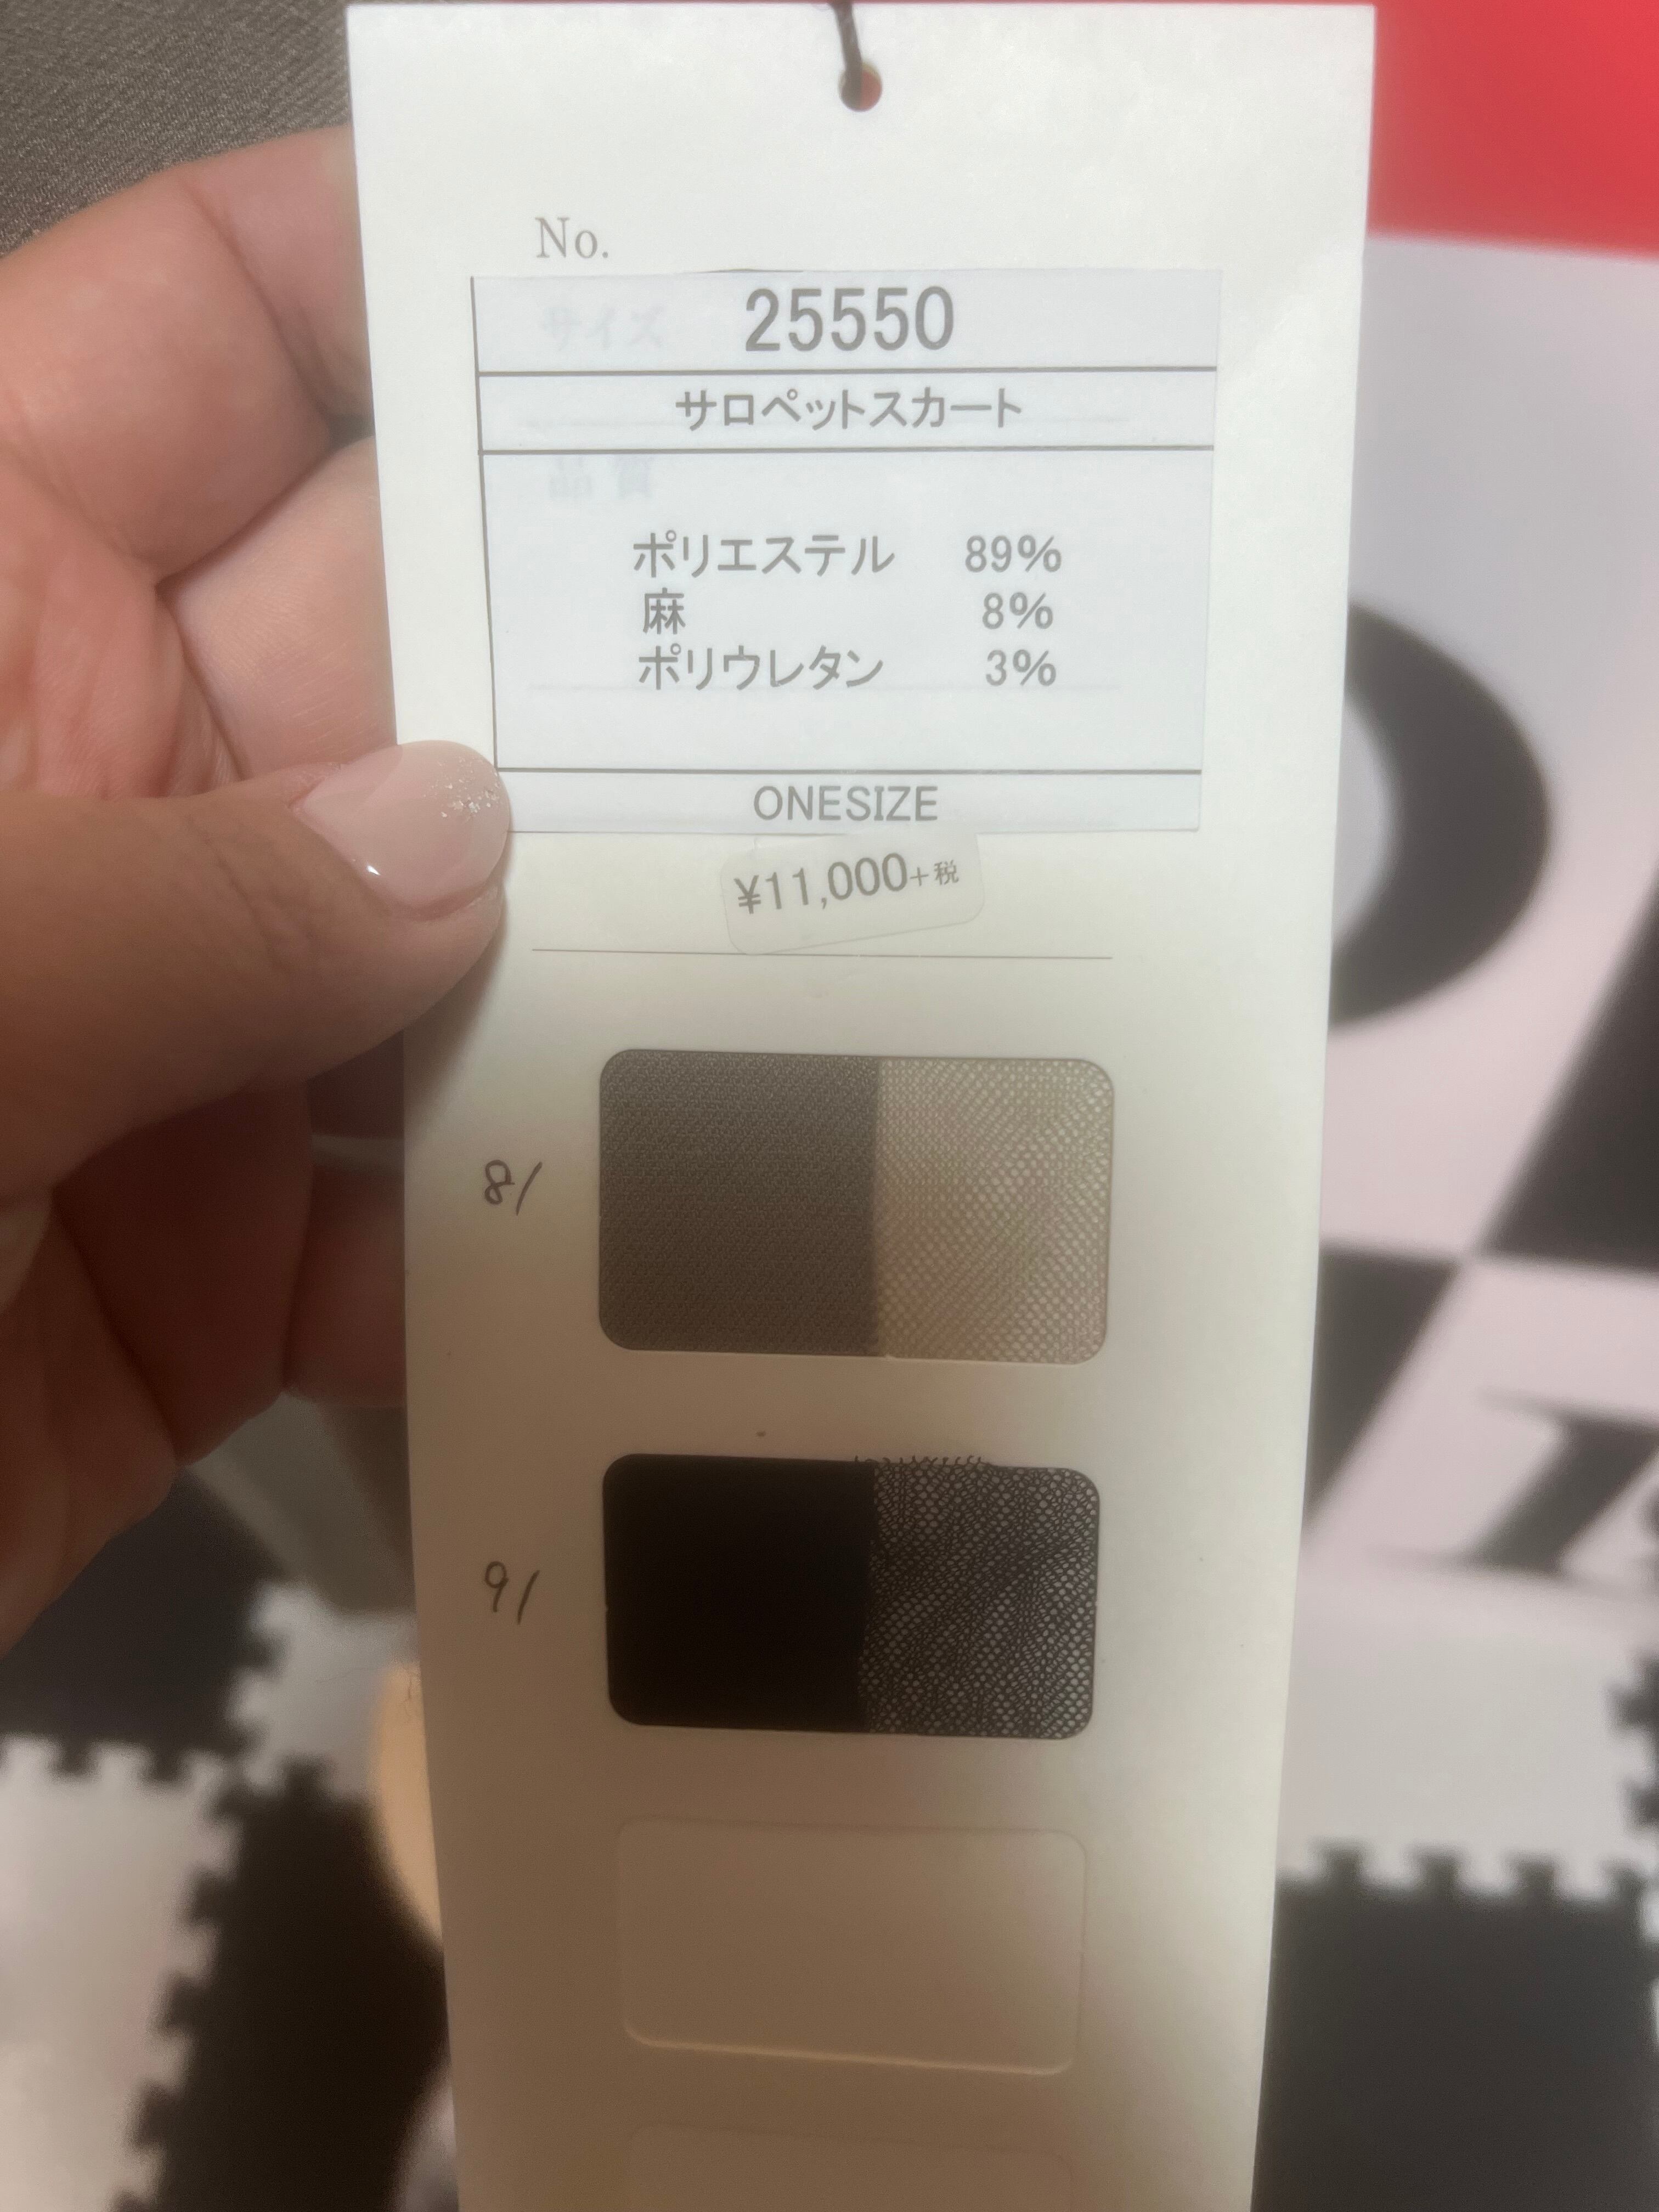 No.
サイズ 25550
サロペットスカート
品質
ポリエステル 89%
麻 8%
ポリウレタン 3%
ONESIZE
¥11,000+税
8/
9/